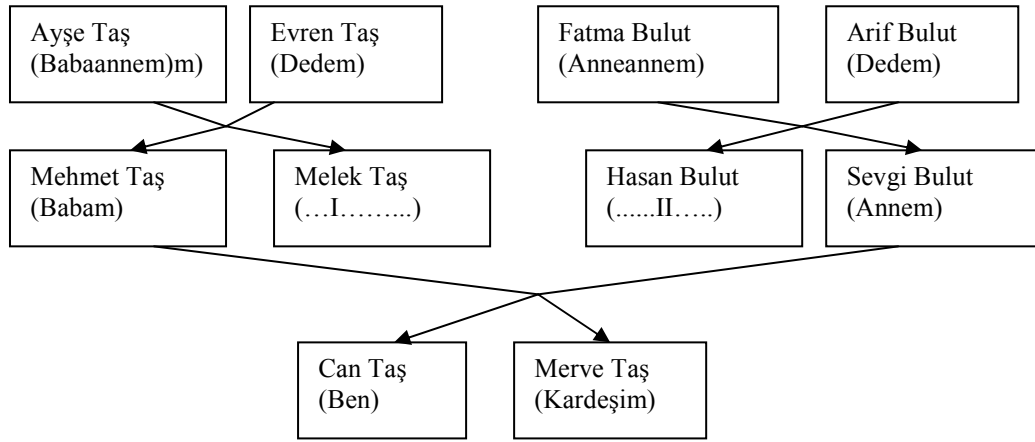 Ayşe Taş
(Babaannem)m)
Evren Taş
(Dedem)
Fatma Bulut
(Anneannem)
Arif Bulut
(Dedem)
Mehmet Taş
(Babam)
Melek Taş
(…I……...)
Hasan Bulut
(......II…..)
Sevgi Bulut
(Annem)
Can Taş
(Ben)
Merve Taş
(Kardeşim)